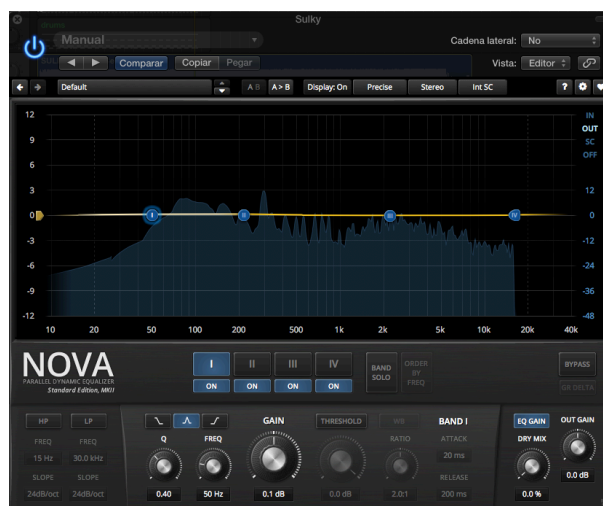 Sulky
Manual
Cadena lateral: No
Comparar Copiar Pegar Vista: Editor
Default A B A > B Display: On Precise Stereo Int SC ?
12 IN
9 OUT
6 SC
OFF
3 12
0 0
-3 -12
-6 -24
-9 -36
-12 -48
I II III IV
10 20 50 100 200 500 1k 2k 5k 10k 20k 40k
NOVA
PARALLEL DYNAMIC EQUALIZER
Standard Edition, MKII
I II III IV
ON ON ON ON
BAND SOLO
ORDER BY FREQ
BYPASS
GR DELTA
HP LP
FREQ FREQ
15 Hz 30.0 kHz
SLOPE SLOPE
24dB/oct 24dB/oct
GAIN THRESHOLD WB BAND I
Q FREQ RATIO ATTACK
20 ms
RELEASE
0.40 50 Hz 0.1 dB 0.0 dB 2.0:1 200 ms
EQ GAIN OUT GAIN
DRY MIX
0.0 dB
0.0 %